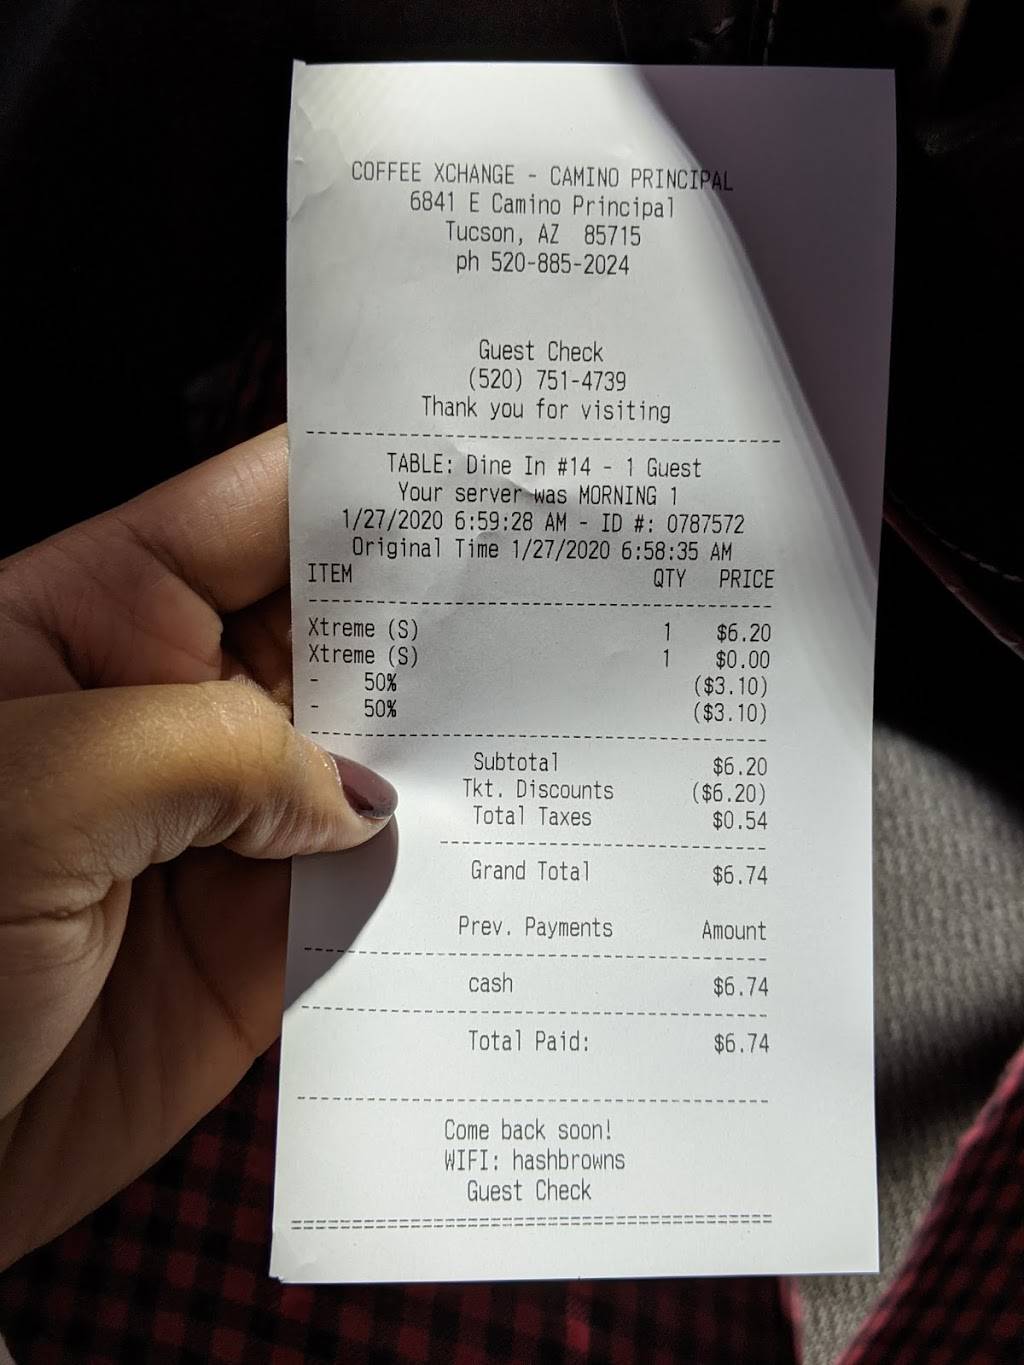 COFFEE XCHANGE - CAMINO PRINCIPAL
6841 E Camino Principal
Tucson, AZ 85715
ph 520-885-2024
Guest Check
(520) 751-4739
Thank you for visiting
TABLE: Dine In #14 - 1 Guest
Your server was MORNING 1
1/27/2020 6:59:28 AM - ID #: 0787572
Original Time 1/27/2020 6:58:35 AM
ITEM QTY PRICE
Xtreme (S) 1 $6.20
Xtreme (S) 1 $0.00
- 50% ($3.10)
- 50% ($3.10)
Subtotal $6.20
Tkt. Discounts ($6.20)
Total Taxes $0.54
Grand Total $6.74
Prev. Payments Amount
cash $6.74
Total Paid: $6.74
Come back soon!
WIFI: hashbrowns
Guest Check